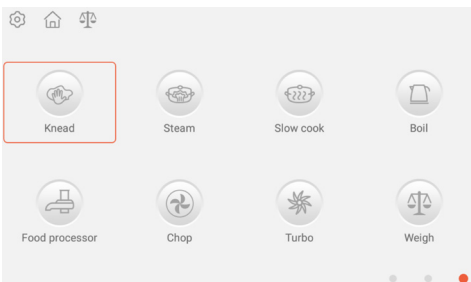 Knead
Steam
Slow cook
Boil
Food processor
Chop
Turbo
Weigh